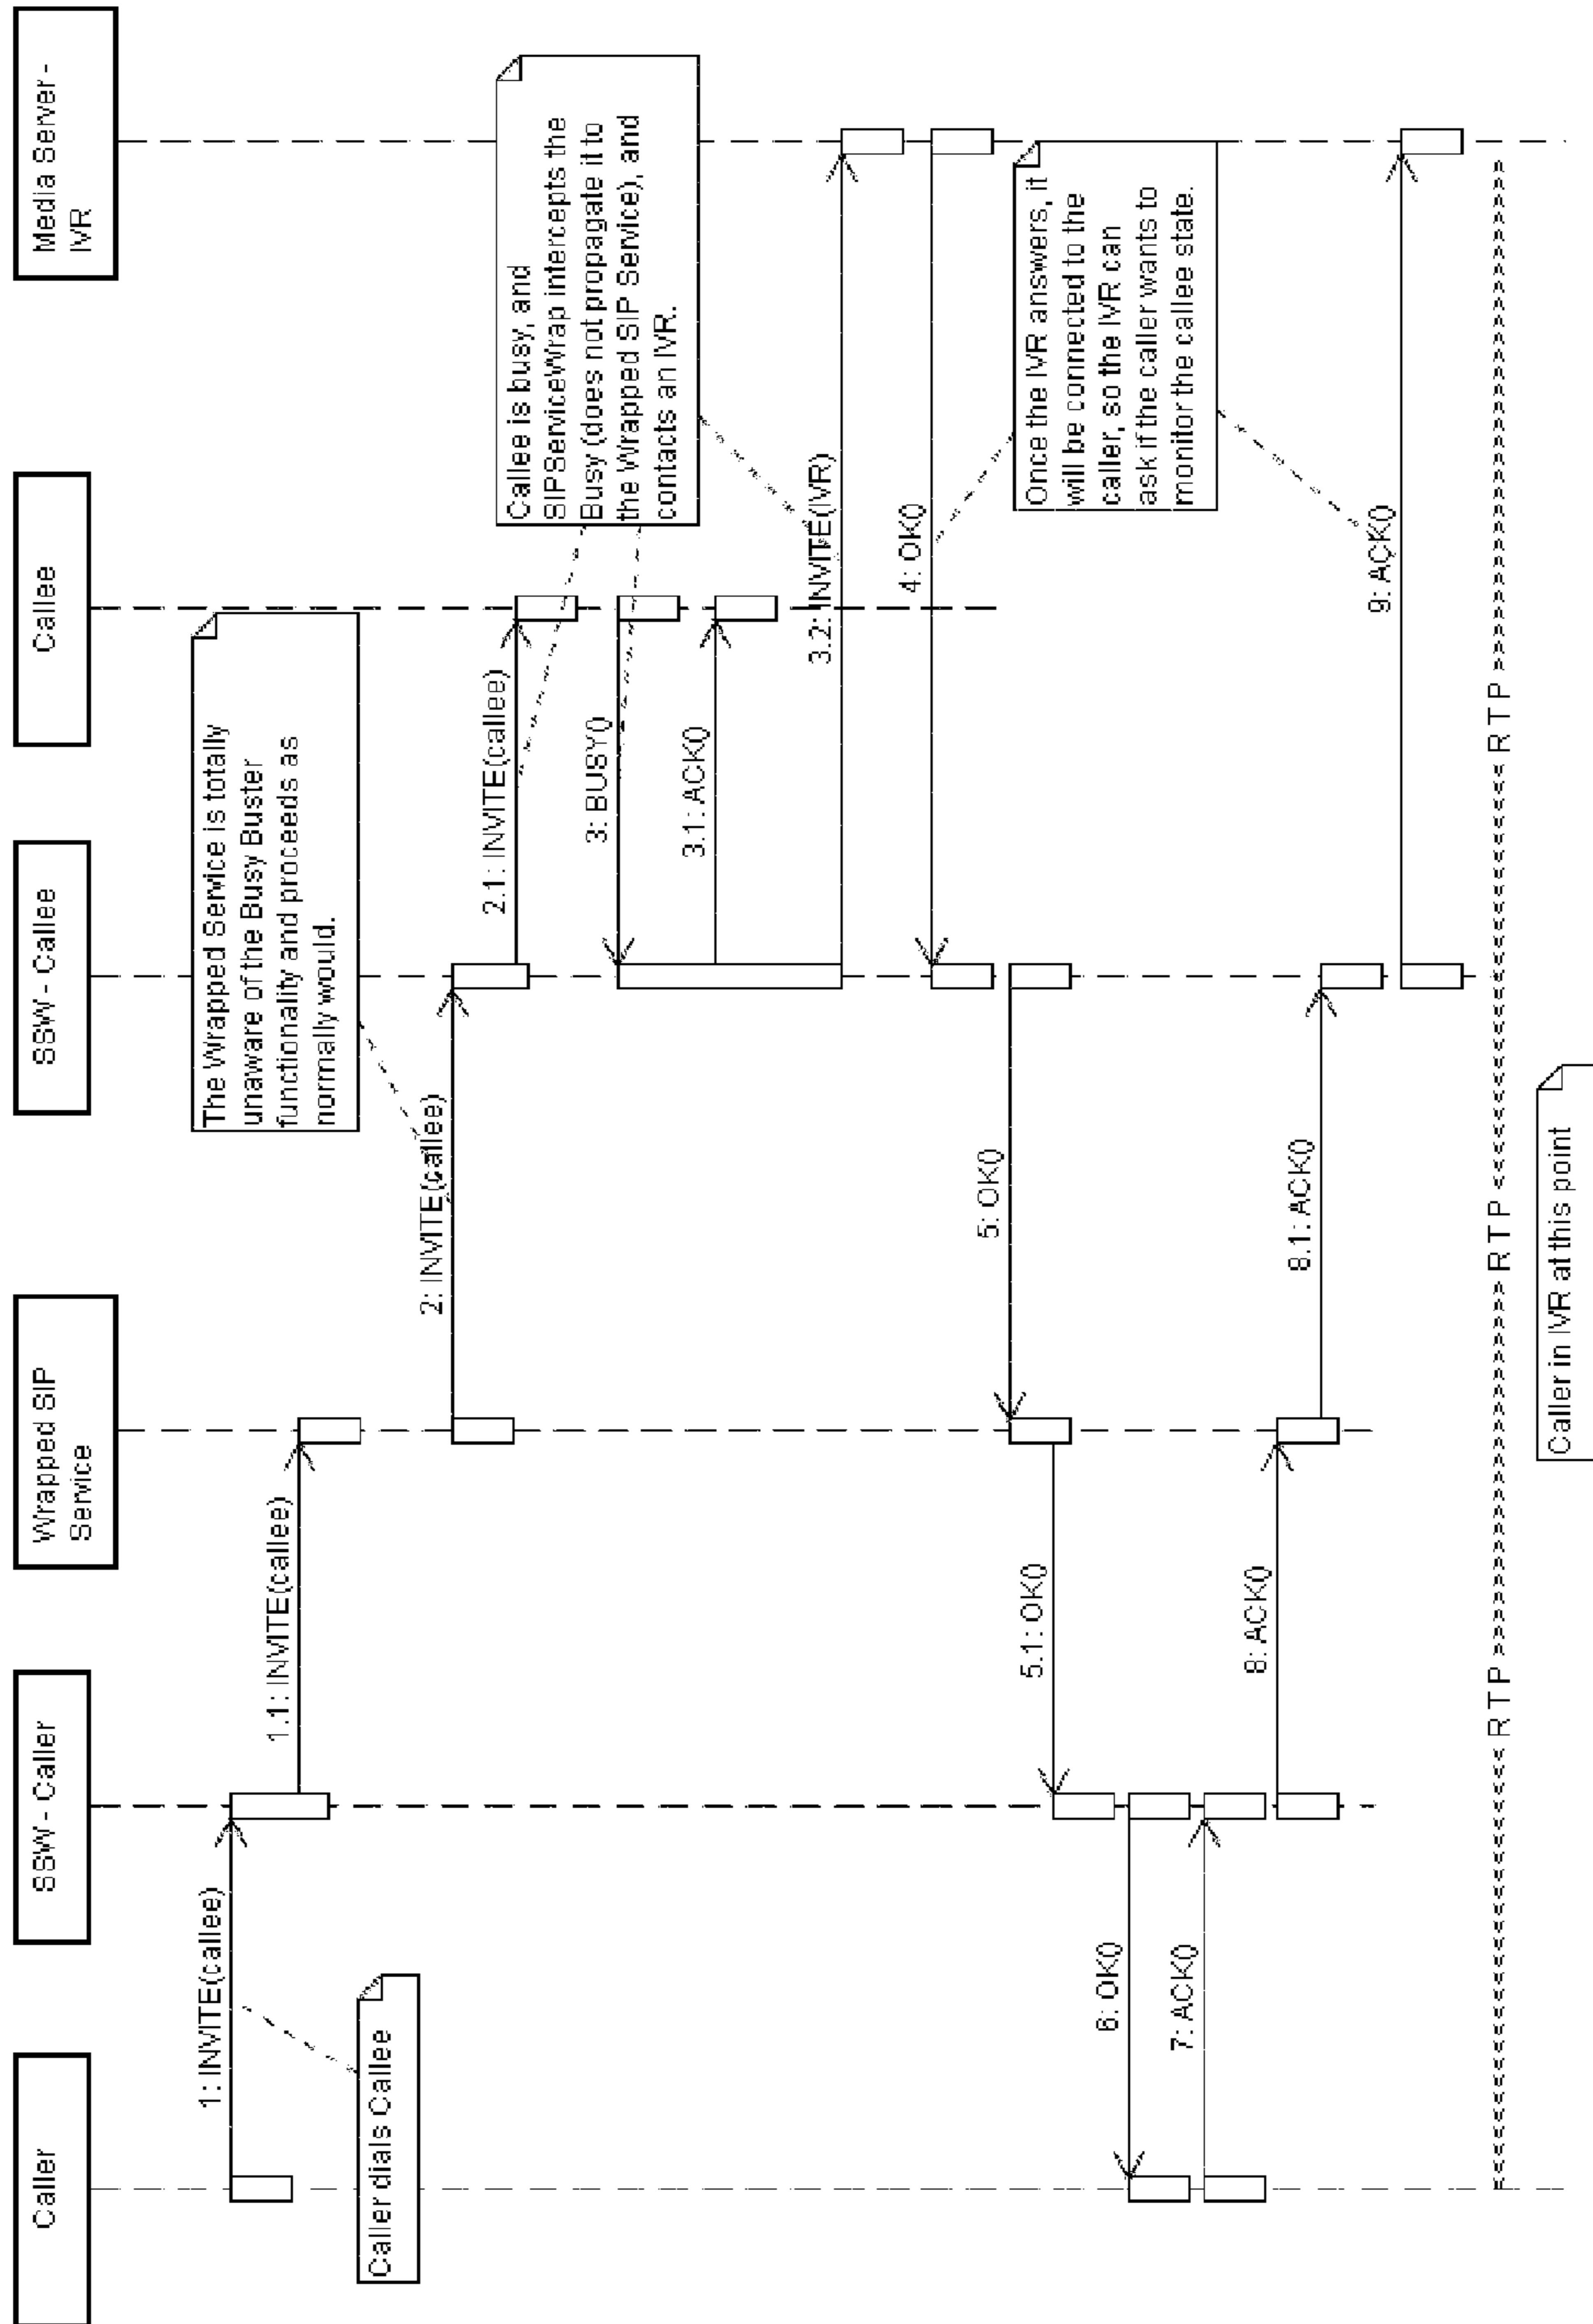 Caller
SSW - Caller
Wrapped SIP
Service
SSW - Callee
Callee
Media Server -
IVR
1: INVITE(callee)
Caller dials Callee
1.1: INVITE(callee)
The Wrapped Service is totally
unaware of the Busy Buster
functionality and proceeds as
normally would.
2: INVITE(callee)
2.1: INVITE(callee)
Callee is busy, and
SIPServiceWrap intercepts the
Busy (does not propagate it to
the Wrapped SIP Service), and
contacts an IVR.
3: BUSY()
3.1: ACK()
3.2: INVITE(IVR)
4: OK()
Once the IVR answers, it
will be connected to the
caller, so the IVR can
ask if the caller wants to
monitor the callee state.
5: OK()
5.1: OK()
6: OK()
7: ACK()
8: ACK()
8.1: ACK()
9: ACK()
<<<<< R T P >>>>> <<<<< R T P >>>>> <<<<< R T P >>>>>
Caller in IVR at this point